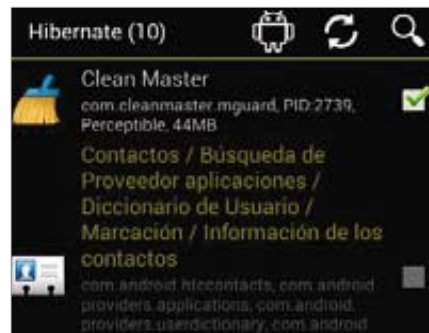 Hibernate (10)
Clean Master
com.cleanmaster.mguard, PID:2739,
Perceptible, 44MB
Contactos / Búsqueda de
Proveedor aplicaciones /
Diccionario de Usuario /
Marcación / Información de los
contactos
com.android.htccontacts, com.android.
providers.applications, com.android.
providers.userdictionary, com.android